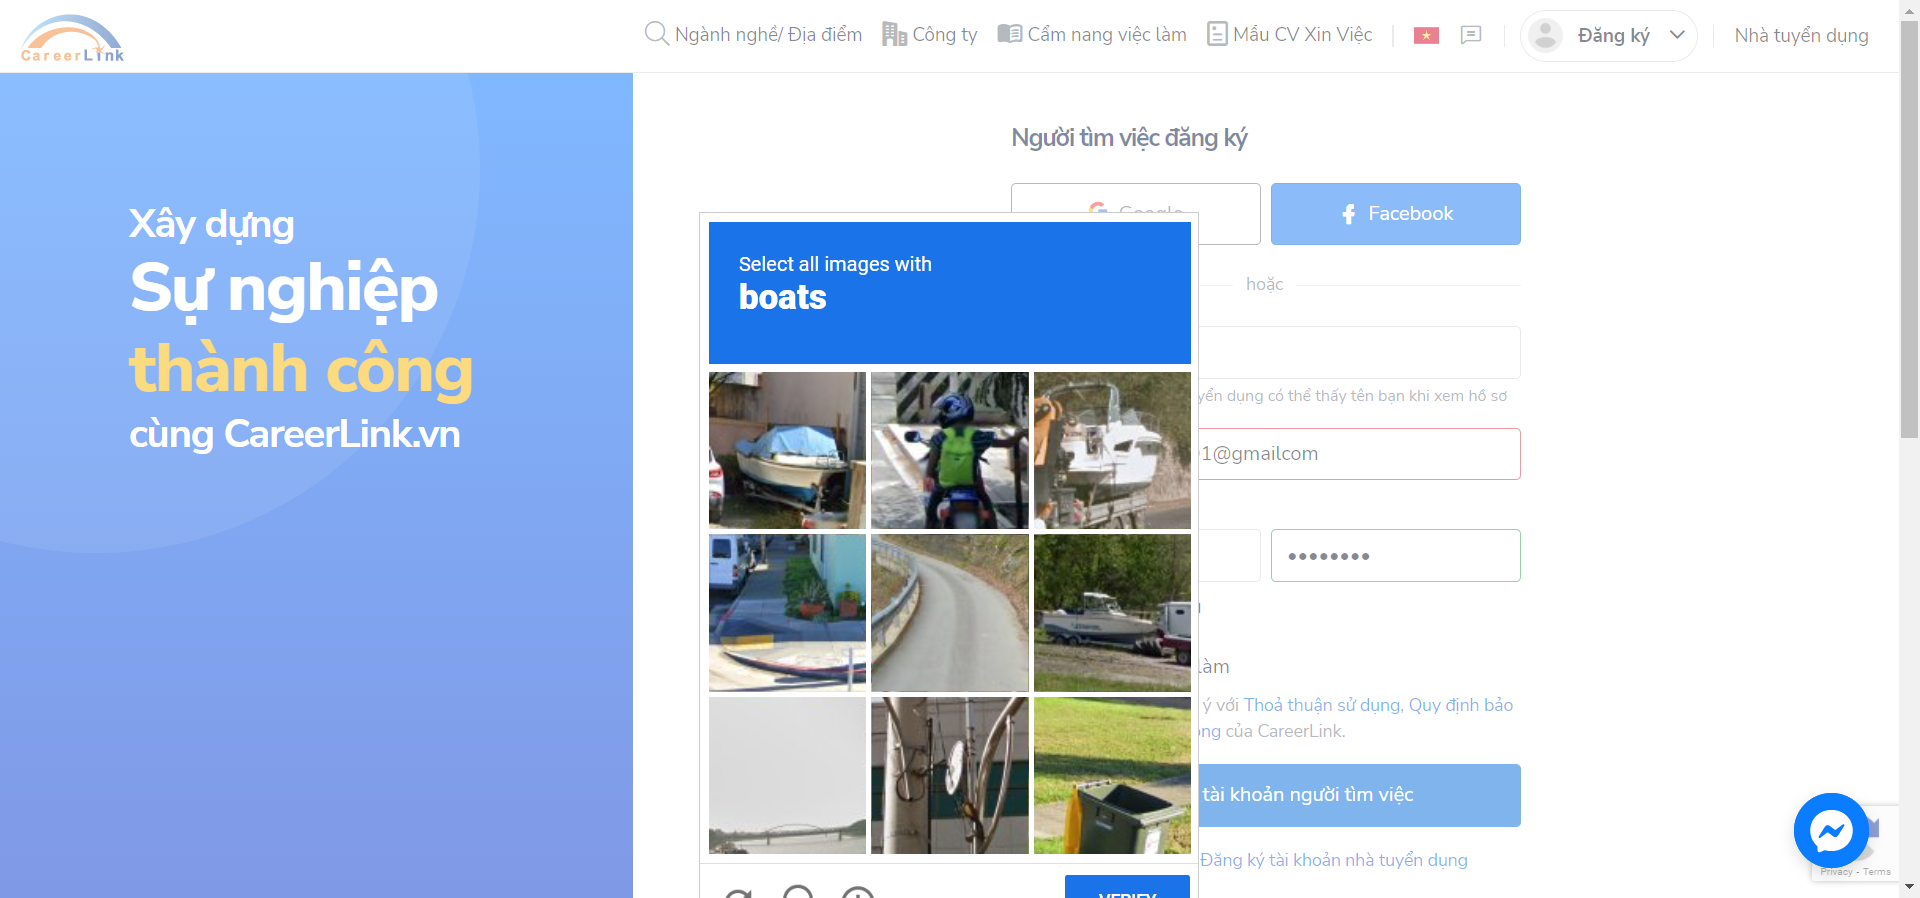 CareerLink
Ngành nghề/ Địa điểm
Công ty
Cẩm nang việc làm
Mẫu CV Xin Việc
Đăng ký
Nhà tuyển dụng
Xây dựng
Sự nghiệp
thành công
cùng CareerLink.vn
Người tìm việc đăng ký
Google
Facebook
hoặc
Select all images with
boats
yển dụng có thể thấy tên bạn khi xem hồ sơ
01@gmailcom
làm
ý với Thoả thuận sử dụng, Quy định bảo
ong của CareerLink.
tài khoản người tìm việc
Đăng ký tài khoản nhà tuyển dụng
VERIFY
Privacy - Terms